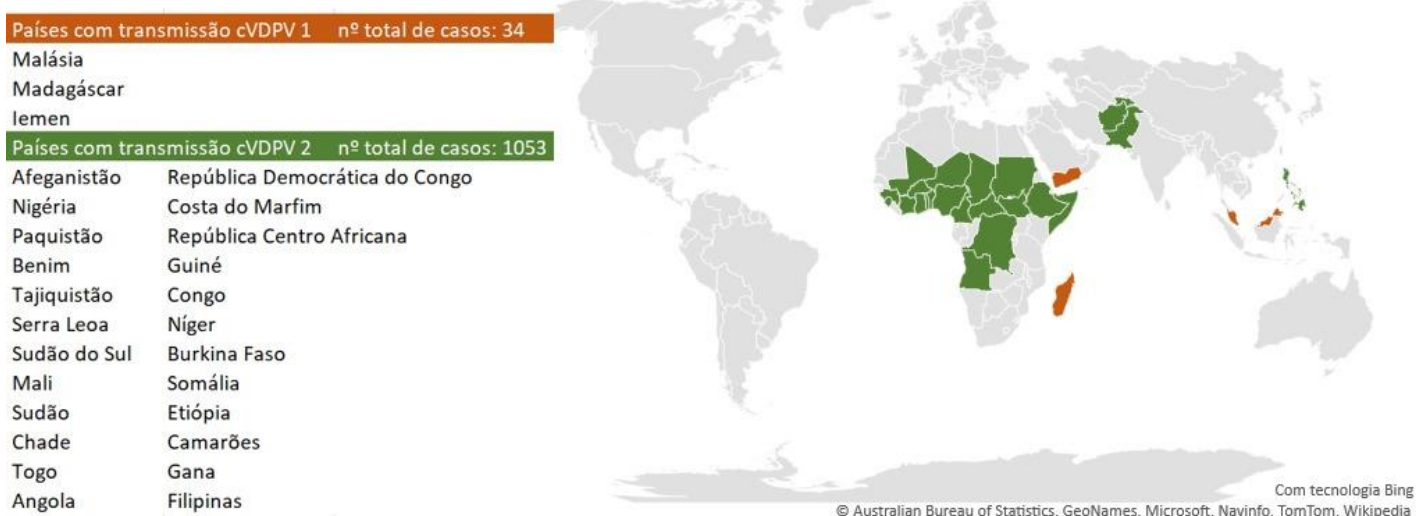 Países com transmissão cVDPV 1 nº total de casos: 34
Malásia
Madagáscar
Iemen
Países com transmissão cVDPV 2 nº total de casos: 1053
Afeganistão República Democrática do Congo
Nigéria Costa do Marfim
Paquistão República Centro Africana
Benim Guiné
Tajiquistão Congo
Serra Leoa Níger
Sudão do Sul Burkina Faso
Mali Somália
Sudão Etiópia
Chade Camarões
Togo Gana
Angola Filipinas
Com tecnologia Bing
© Australian Bureau of Statistics, GeoNames, Microsoft, Navinfo, TomTom, Wikipedia